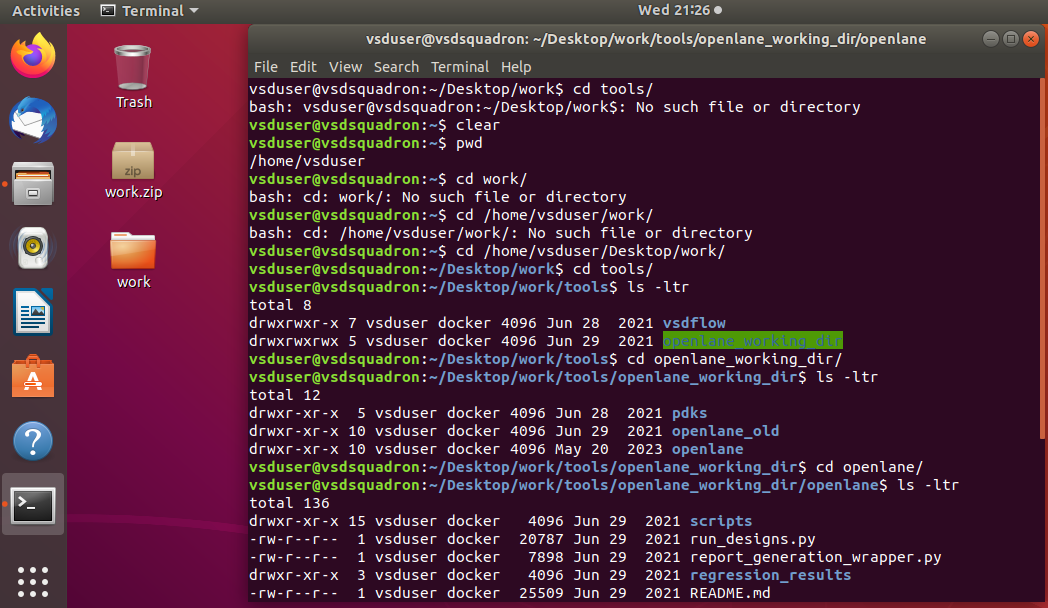 Activities Terminal Wed 21:26
vsduser@vsdsquadron: ~/Desktop/work/tools/openlane_working_dir/openlane
File Edit View Search Terminal Help
Trash
zip
work.zip
work
vsduser@vsdsquadron:~/Desktop/work$ cd tools/
bash: vsduser@vsdsquadron:~/Desktop/work$: No such file or directory
vsduser@vsdsquadron:~$ clear
vsduser@vsdsquadron:~$ pwd
/home/vsduser
vsduser@vsdsquadron:~$ cd work/
bash: cd: work/: No such file or directory
vsduser@vsdsquadron:~$ cd /home/vsduser/work/
bash: cd: /home/vsduser/work/: No such file or directory
vsduser@vsdsquadron:~$ cd /home/vsduser/Desktop/work/
vsduser@vsdsquadron:~/Desktop/work$ cd tools/
vsduser@vsdsquadron:~/Desktop/work/tools$ ls -ltr
total 8
drwxrwxr-x 7 vsduser docker 4096 Jun 28  2021 vsdflow
drwxrwxrwx 5 vsduser docker 4096 Jun 29  2021 openlane_working_dir
vsduser@vsdsquadron:~/Desktop/work/tools$ cd openlane_working_dir/
vsduser@vsdsquadron:~/Desktop/work/tools/openlane_working_dir$ ls -ltr
total 12
drwxr-xr-x  5 vsduser docker 4096 Jun 28  2021 pdks
drwxr-xr-x 10 vsduser docker 4096 Jun 29  2021 openlane_old
drwxr-xr-x 10 vsduser docker 4096 May 20  2023 openlane
vsduser@vsdsquadron:~/Desktop/work/tools/openlane_working_dir$ cd openlane/
vsduser@vsdsquadron:~/Desktop/work/tools/openlane_working_dir/openlane$ ls -ltr
total 136
drwxr-xr-x 15 vsduser docker   4096 Jun 29  2021 scripts
-rw-r--r--  1 vsduser docker  20787 Jun 29  2021 run_designs.py
-rw-r--r--  1 vsduser docker   7898 Jun 29  2021 report_generation_wrapper.py
drwxr-xr-x  3 vsduser docker   4096 Jun 29  2021 regression_results
-rw-r--r--  1 vsduser docker  25509 Jun 29  2021 README.md